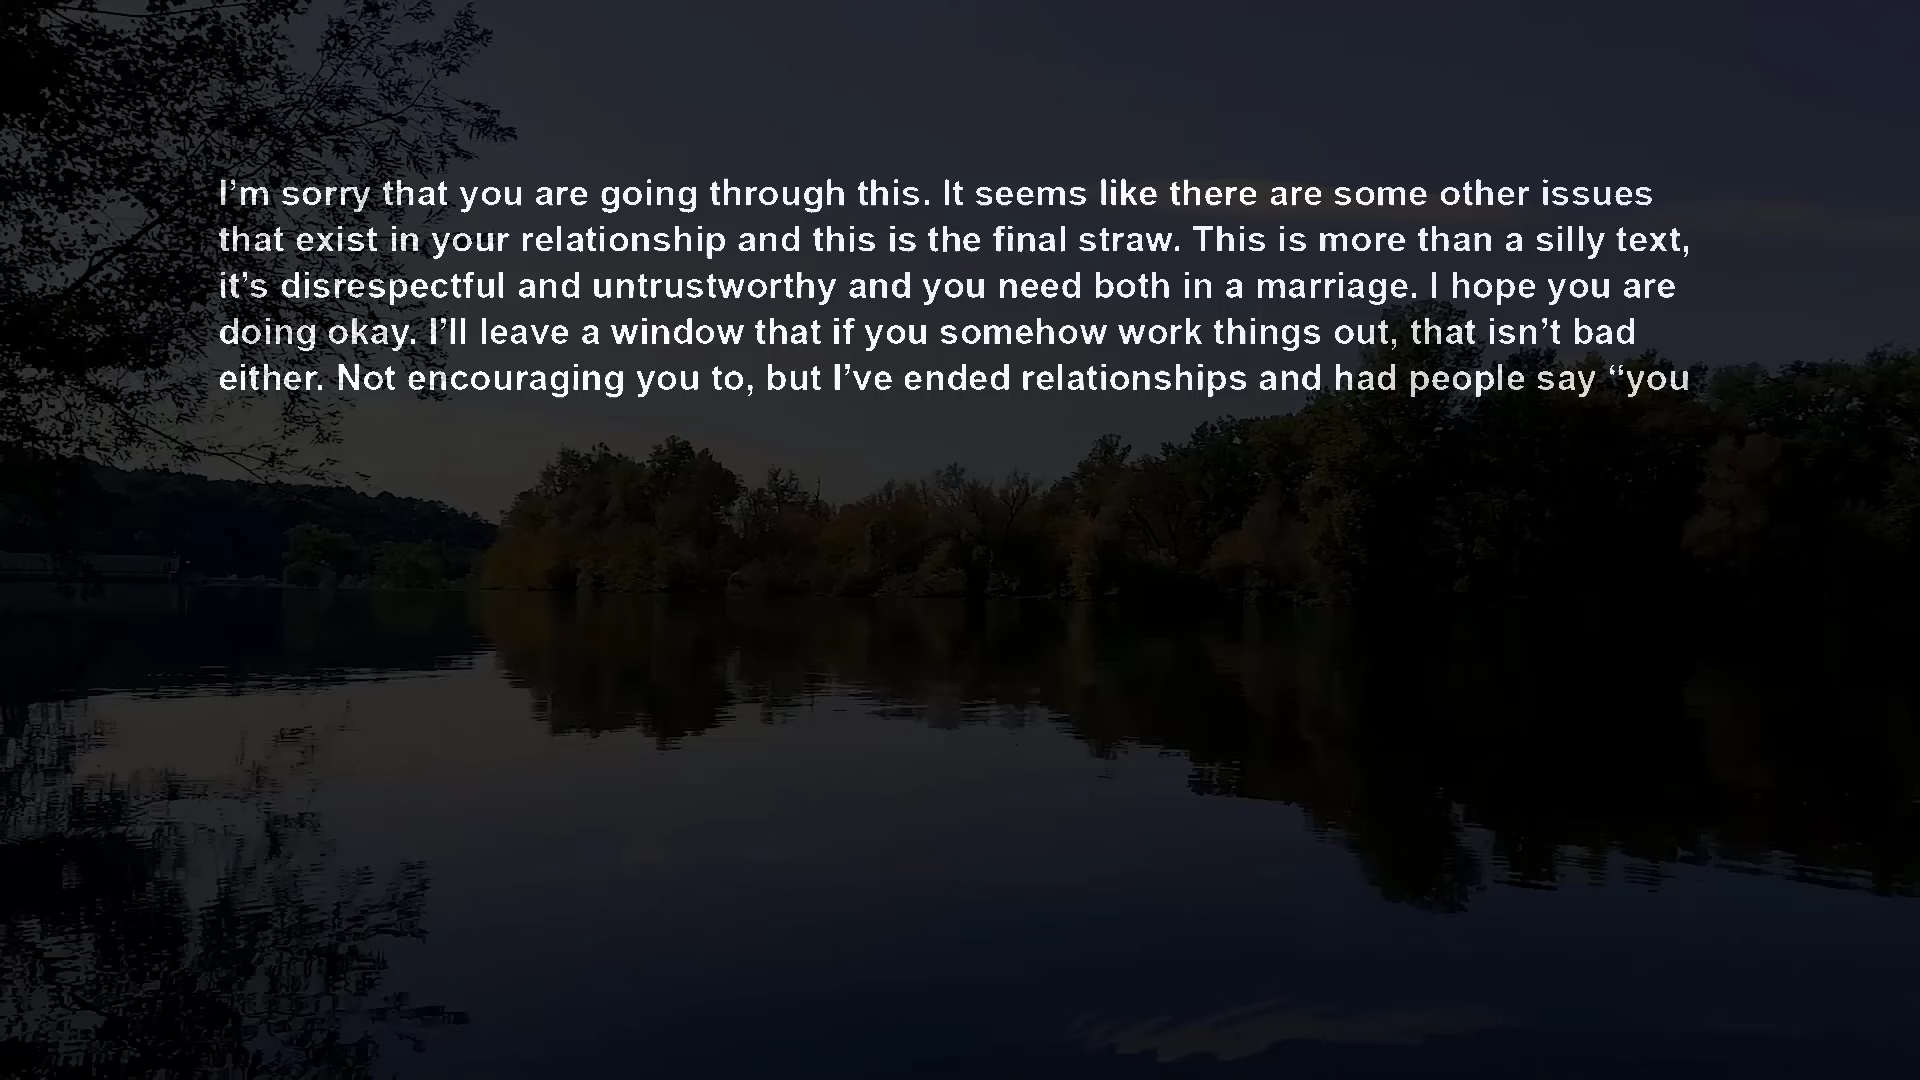 I’m sorry that you are going through this. It seems like there are some other issues
that exist in your relationship and this is the final straw. This is more than a silly text,
it’s disrespectful and untrustworthy and you need both in a marriage. I hope you are
doing okay. I’ll leave a window that if you somehow work things out, that isn’t bad
either. Not encouraging you to, but I’ve ended relationships and had people say “you